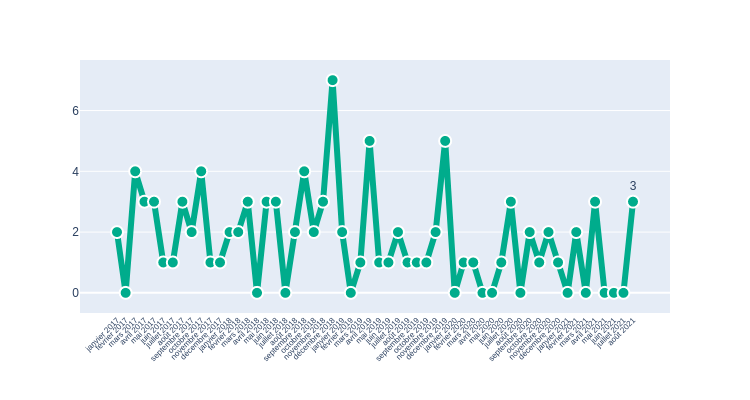 6
4
2
0
3
janvier 2017
février 2017
mars 2017
avril 2017
mai 2017
juin 2017
juillet 2017
août 2017
septembre 2017
octobre 2017
novembre 2017
décembre 2017
janvier 2018
février 2018
mars 2018
avril 2018
mai 2018
juin 2018
juillet 2018
août 2018
septembre 2018
octobre 2018
novembre 2018
décembre 2018
janvier 2019
février 2019
mars 2019
avril 2019
mai 2019
juin 2019
juillet 2019
août 2019
septembre 2019
octobre 2019
novembre 2019
décembre 2019
janvier 2020
février 2020
mars 2020
avril 2020
mai 2020
juin 2020
juillet 2020
août 2020
septembre 2020
octobre 2020
novembre 2020
décembre 2020
janvier 2021
février 2021
mars 2021
avril 2021
mai 2021
juin 2021
juillet 2021
août 2021